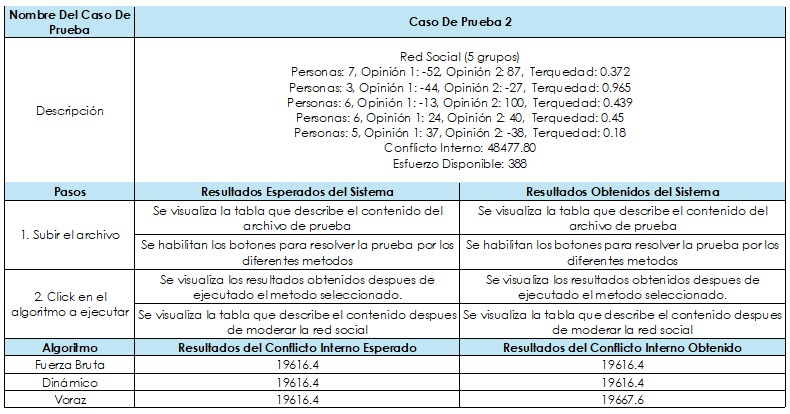 Nombre Del Caso De Prueba
Caso De Prueba 2
Descripción
Red Social (5 grupos)
Personas: 7, Opinión 1: -52, Opinión 2: 87, Terquedad: 0.372
Personas: 3, Opinión 1: -44, Opinión 2: -27, Terquedad: 0.965
Personas: 6, Opinión 1: -13, Opinión 2: 100, Terquedad: 0.439
Personas: 6, Opinión 1: 24, Opinión 2: 40, Terquedad: 0.45
Personas: 5, Opinión 1: 37, Opinión 2: -38, Terquedad: 0.18
Conflicto Interno: 48477.80
Esfuerzo Disponible: 388
Pasos
Resultados Esperados del Sistema
Resultados Obtenidos del Sistema
1. Subir el archivo
Se visualiza la tabla que describe el contenido del
archivo de prueba
Se visualiza la tabla que describe el contenido del
archivo de prueba
Se habilitan los botones para resolver la prueba por los
diferentes metodos
Se habilitan los botones para resolver la prueba por los
diferentes metodos
2. Click en el
algoritmo a ejecutar
Se visualiza los resultados obtenidos despues de
ejecutado el metodo seleccionado.
Se visualiza los resultados obtenidos despues de
ejecutado el metodo seleccionado.
Se visualiza la tabla que describe el contenido despues
de moderar la red social
Se visualiza la tabla que describe el contenido despues
de moderar la red social
Algoritmo
Resultados del Conflicto Interno Esperado
Resultados del Conflicto Interno Obtenido
Fuerza Bruta
19616.4
19616.4
Dinámico
19616.4
19616.4
Voraz
19616.4
19667.6